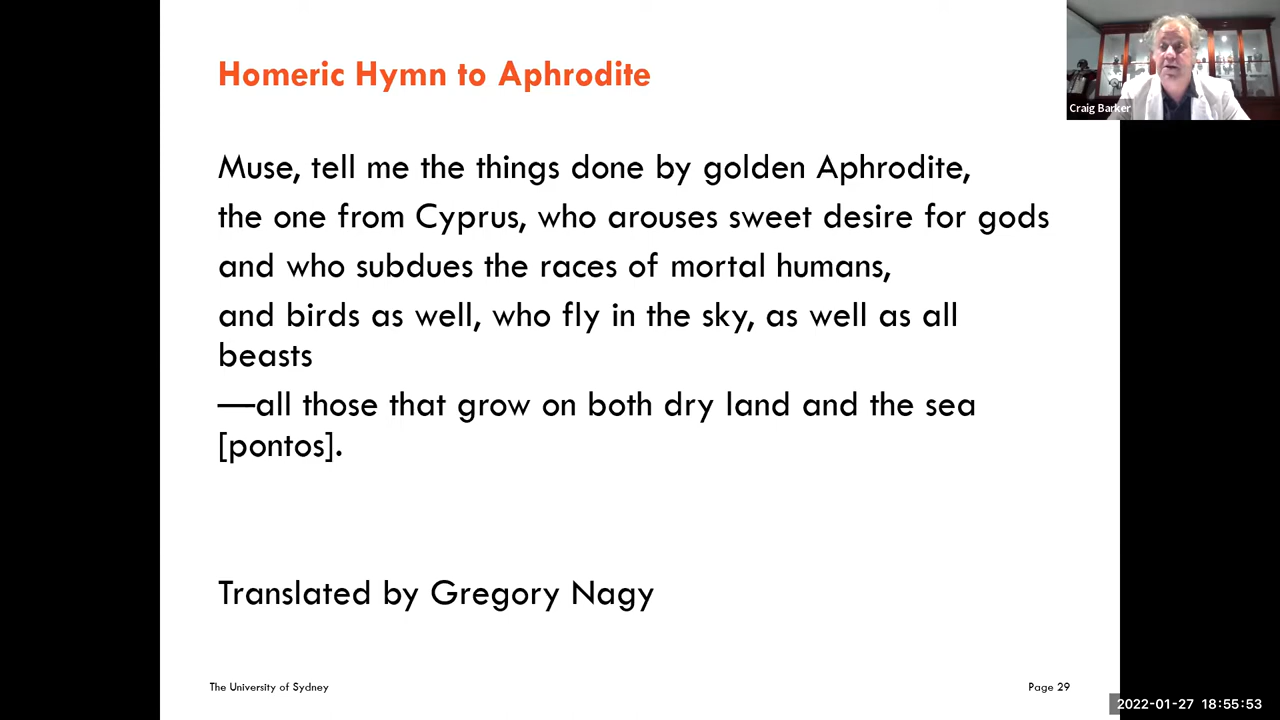 Homeric Hymn to Aphrodite
Craig Barker
Muse, tell me the things done by golden Aphrodite,
the one from Cyprus, who arouses sweet desire for gods
and who subdues the races of mortal humans,
and birds as well, who fly in the sky, as well as all
beasts
—all those that grow on both dry land and the sea
[pontos].
Translated by Gregory Nagy
The University of Sydney
Page 29
2022-01-27 18:55:53